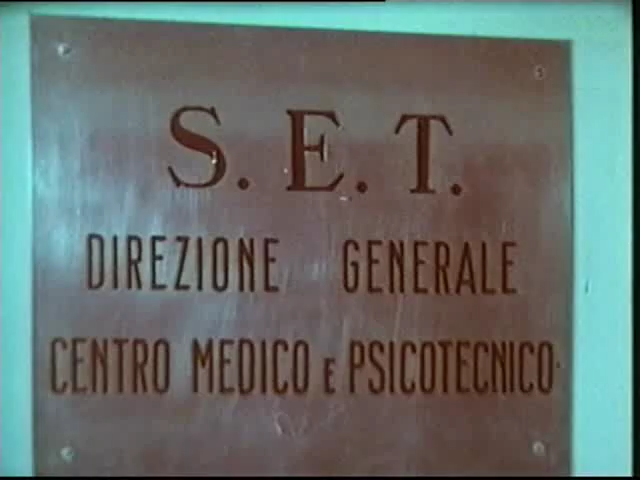 S. E. T.
DIREZIONE GENERALE
CENTRO MEDICO E PSICOTECNICO